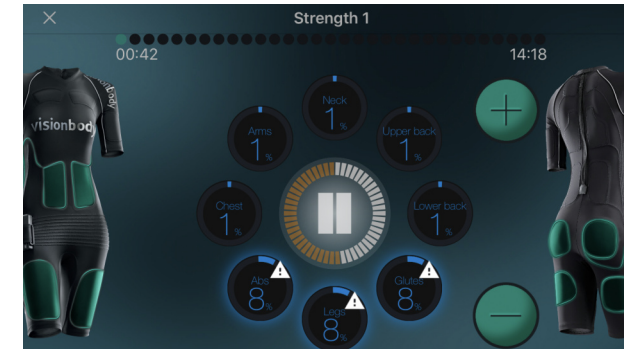 Strength 1
00:42
14:18
Neck
1 %
Arms
1 %
Upper back
1 %
Chest
1 %
Lower back
1 %
Abs
8 %
Glutes
8 %
Legs
8 %
visionbody
body